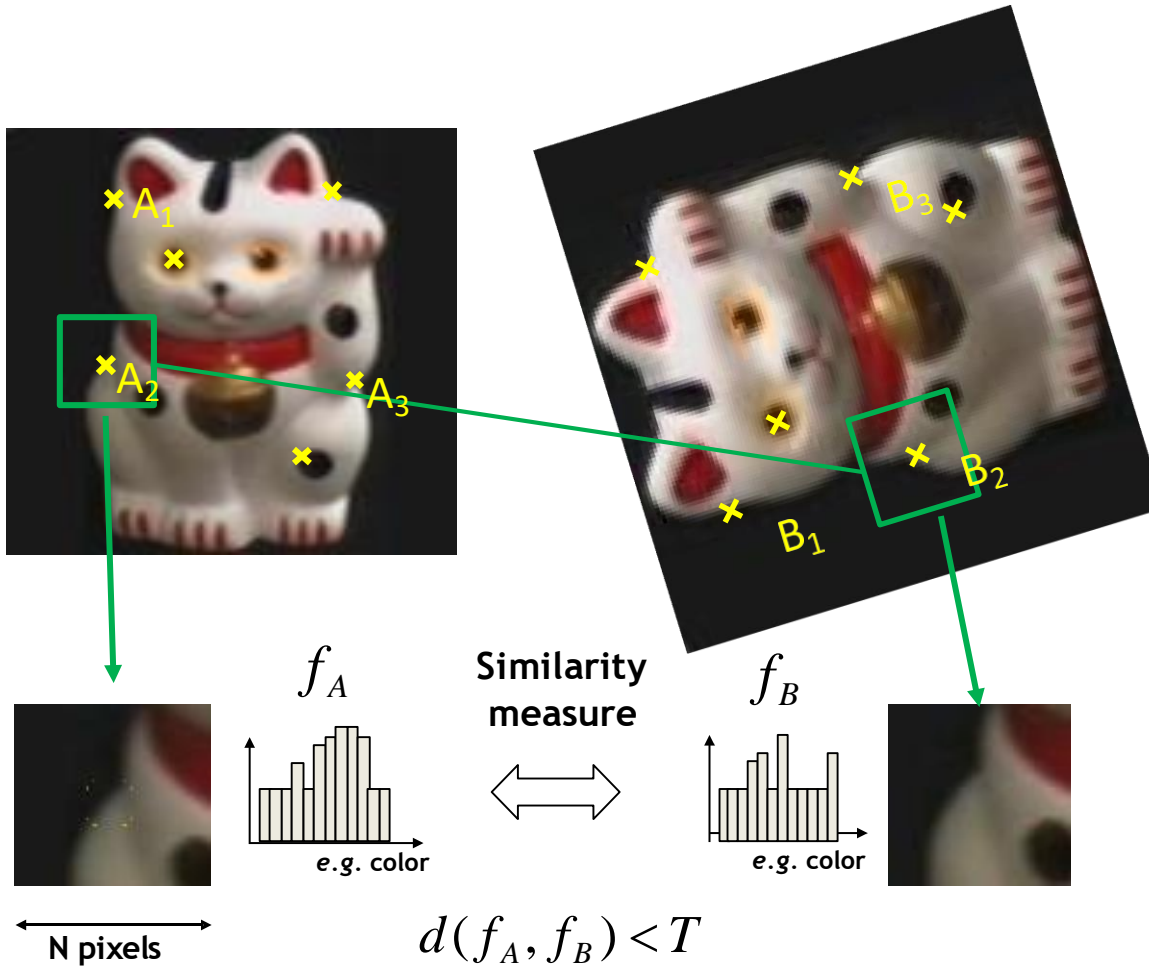 A₁
A₂
A₃
B₃
B₂
B₁
f_A
Similarity
measure
f_B
e.g. color
e.g. color
N pixels
d(f_A, f_B) < T